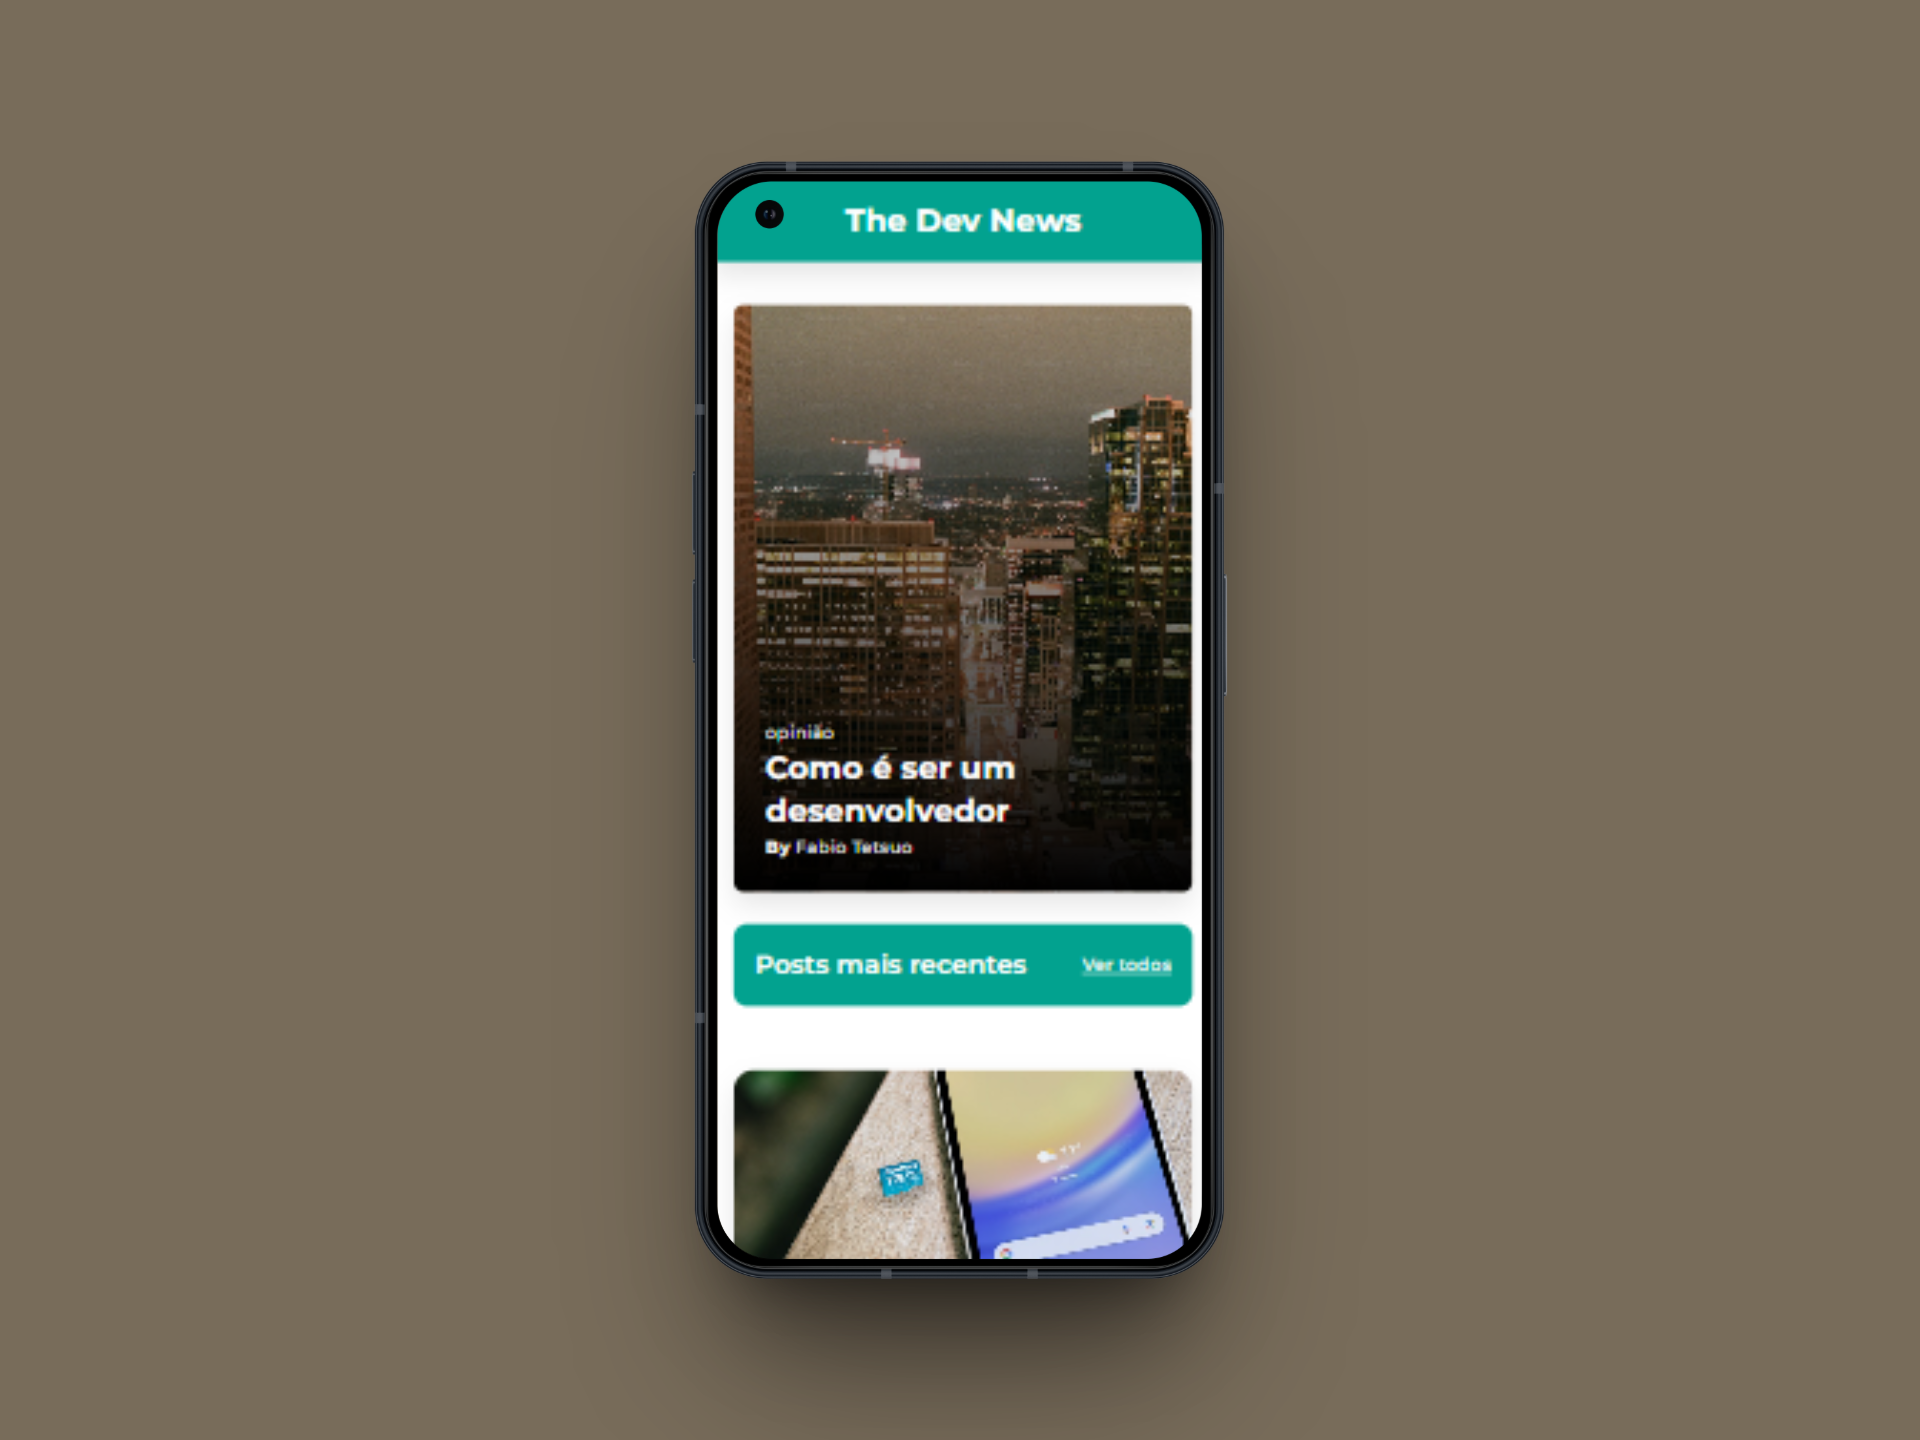 The Dev News
opinião
Como é ser um
desenvolvedor
By Fabio Tetsuo
Posts mais recentes
Ver todos